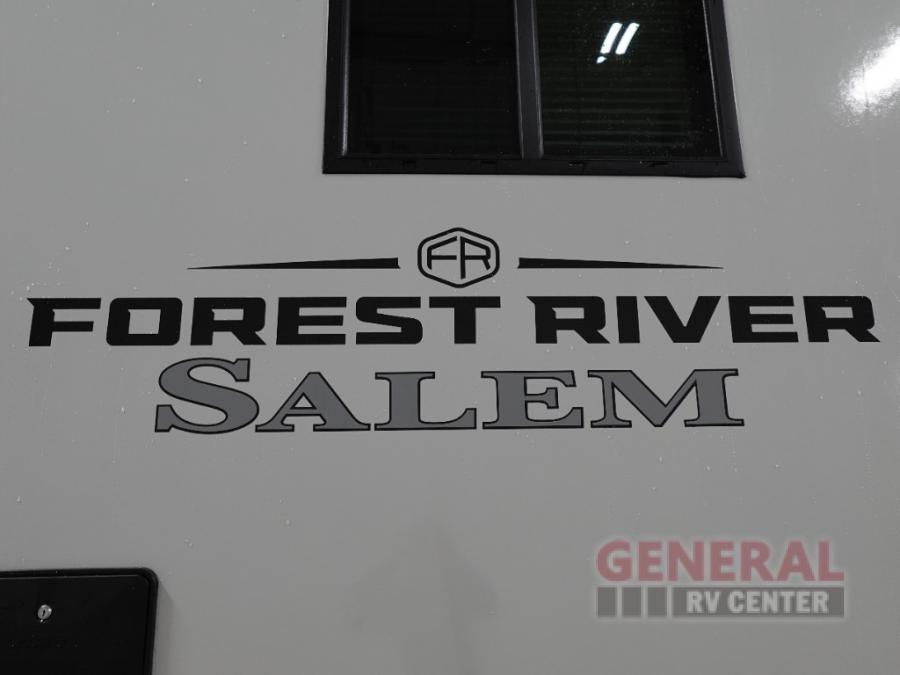 FR
FOREST RIVER
SALEM
GENERAL
RV CENTER